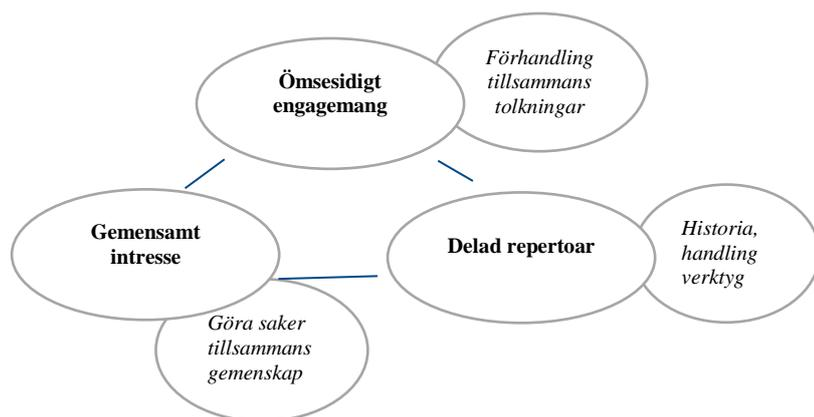 Ömsesidigt
engagemang
Förhandling
tillsammans
tolkningar
Gemensamt
intresse
Delad repertoar
Historia,
handling
verktyg
Göra saker
tillsammans
gemenskap